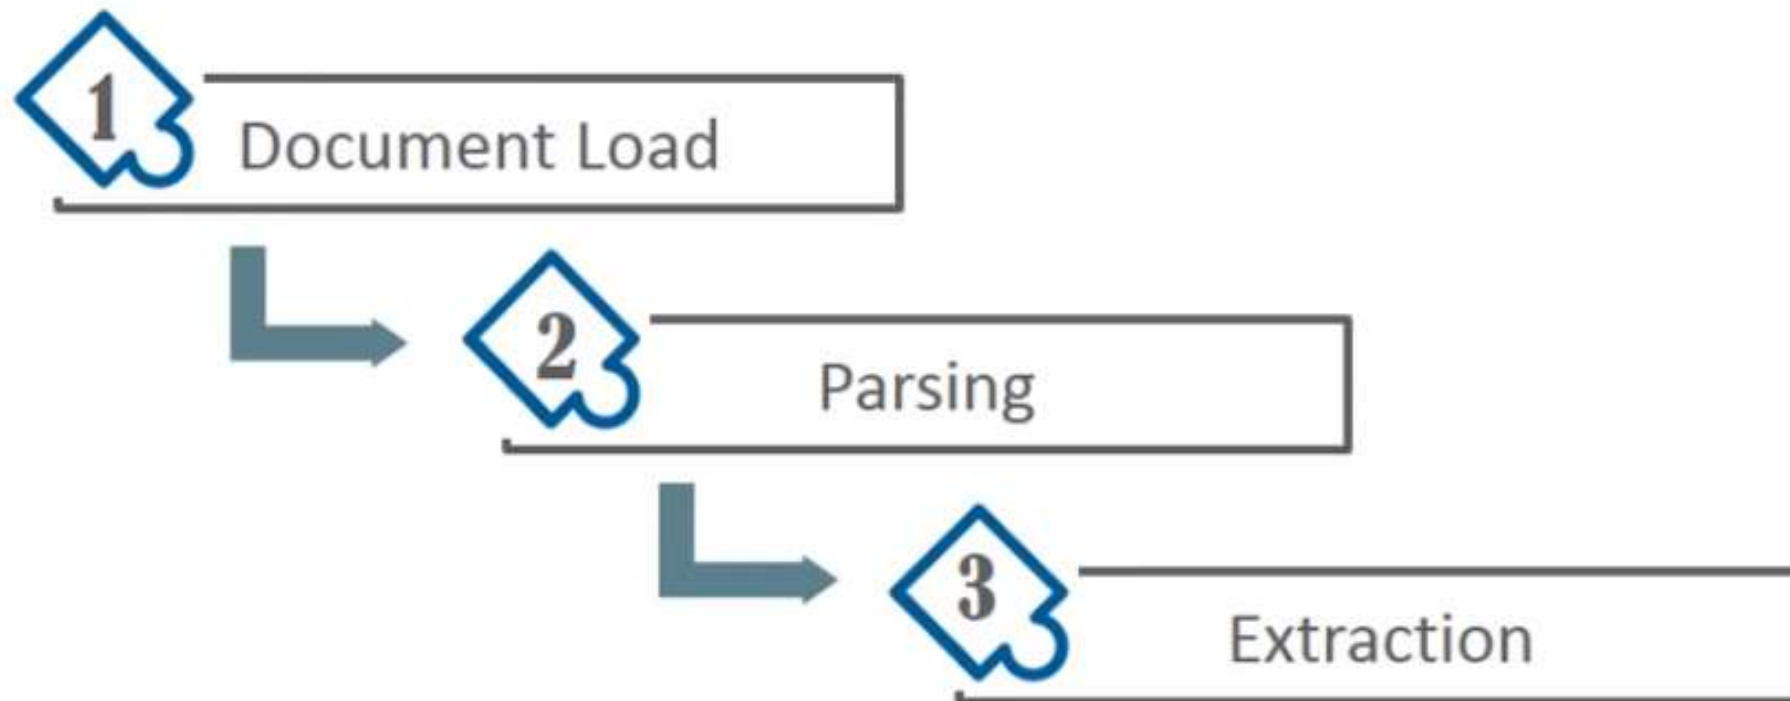 1
Document Load
2
Parsing
3
Extraction